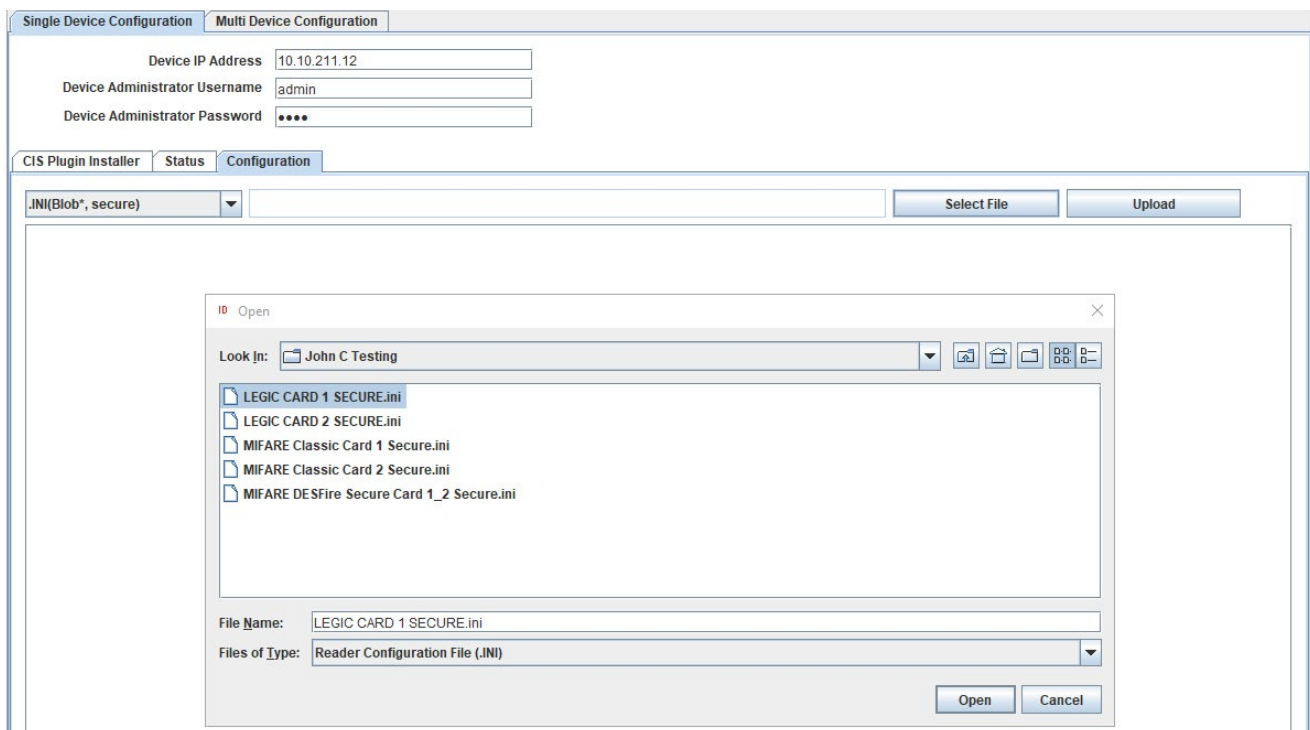 Single Device Configuration Multi Device Configuration
Device IP Address 10.10.211.12
Device Administrator Username admin
Device Administrator Password ••••
CIS Plugin Installer Status Configuration
.INI(Blob*, secure) Select File Upload
ID Open
Look In: John C Testing
LEGIC CARD 1 SECURE.ini
LEGIC CARD 2 SECURE.ini
MIFARE Classic Card 1 Secure.ini
MIFARE Classic Card 2 Secure.ini
MIFARE DESFire Secure Card 1_2 Secure.ini
File Name: LEGIC CARD 1 SECURE.ini
Files of Type: Reader Configuration File (.INI)
Open Cancel